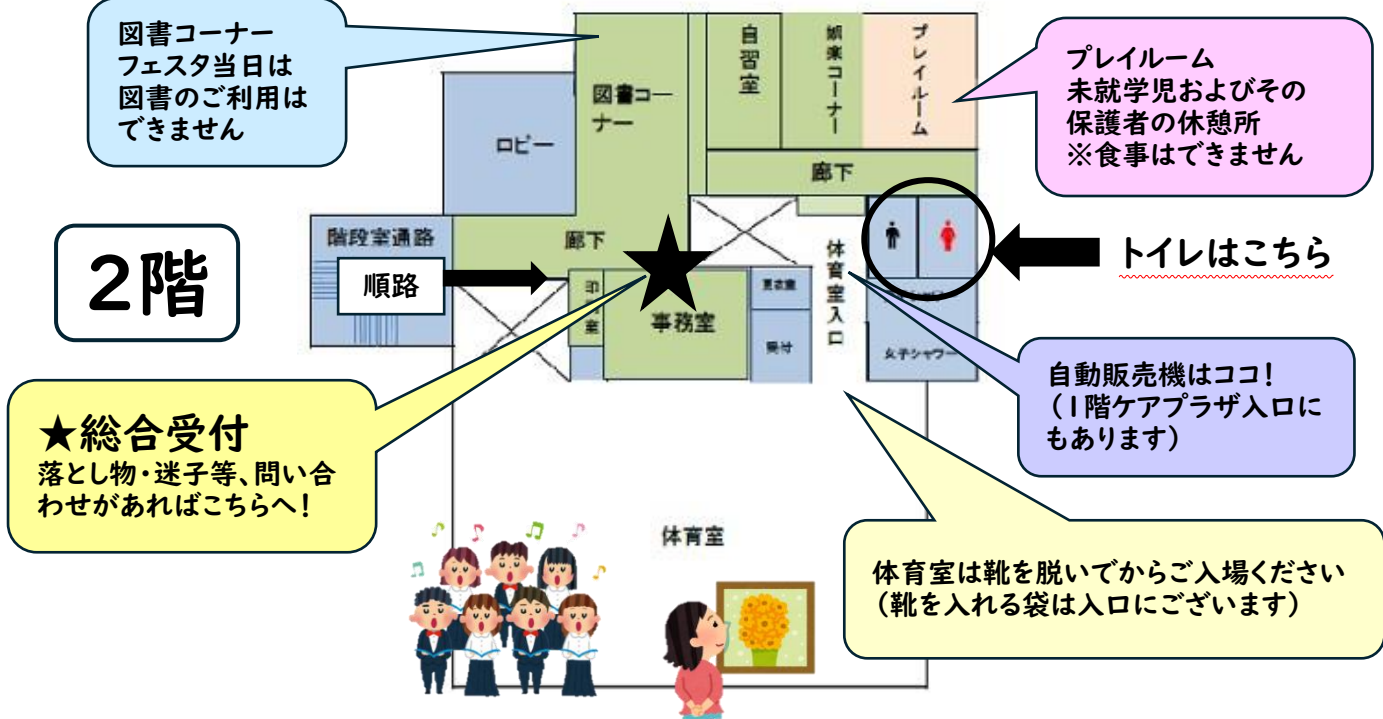 図書コーナー
フェスタ当日は
図書のご利用は
できません
プレイルーム
未就学児およびその
保護者の休憩所
※食事はできません
図書コー
ナー
自習室
娯楽コーナー
プレイルーム
ロビー
廊下
階段室通路
廊下
2階
順路
体育室入口
トイレはこちら
事務室
更衣室
受付
女子シャワー
★総合受付
落とし物・迷子等、問い合
わせがあればこちらへ!
自動販売機はココ!
(1階ケアプラザ入口に
もあります)
体育室
体育室は靴を脱いでからご入場ください
(靴を入れる袋は入口にございます)